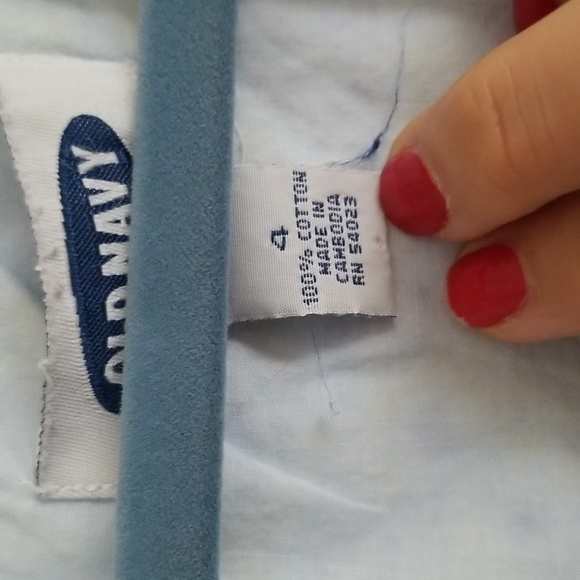 OLD NAVY
4
100% COTTON
MADE IN
CAMBODIA
RN 54023